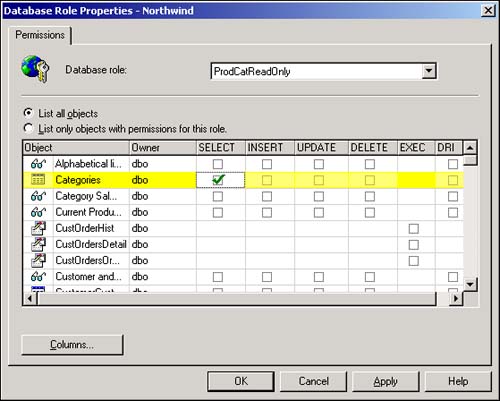 Database Role Properties - Northwind
Permissions
Database role:
ProdCatReadOnly
List all objects
List only objects with permissions for this role.
Object Owner SELECT INSERT UPDATE DELETE EXEC DRI
Alphabetical li... dbo
Categories dbo
Category Sal... dbo
Current Produ... dbo
CustOrderHist dbo
CustOrdersDetail dbo
CustOrdersOr... dbo
Customer and... dbo
CustomerCust... dbo
Columns...
OK Cancel Apply Help